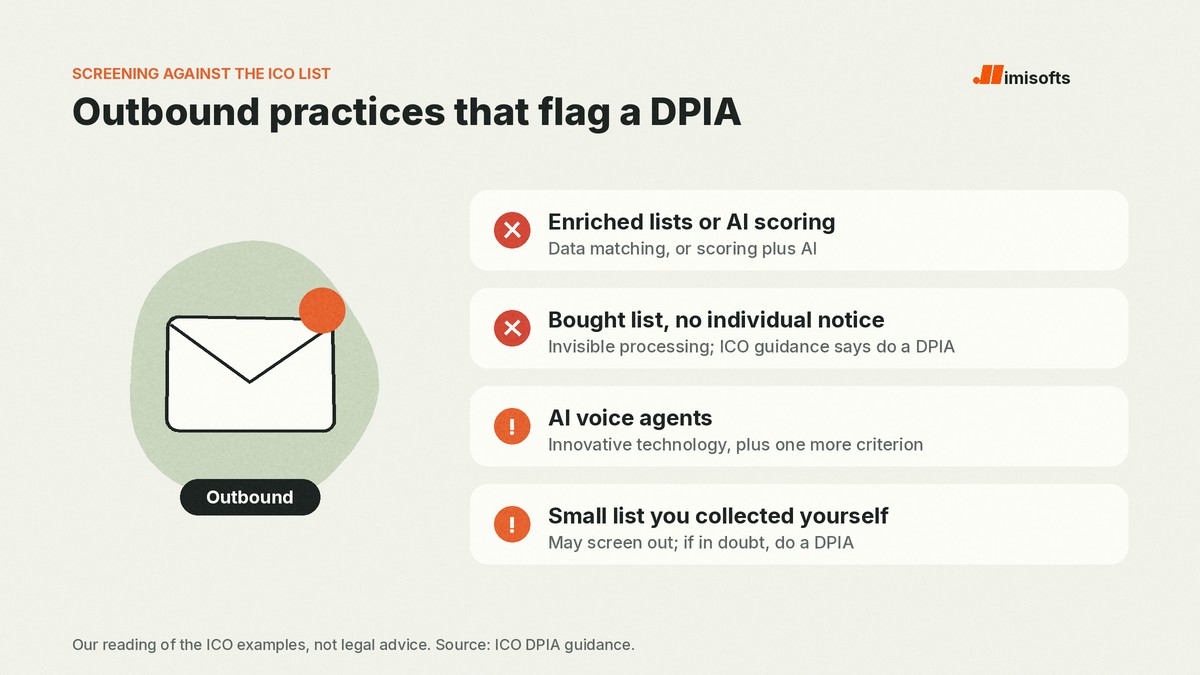 SCREENING AGAINST THE ICO LIST
Outbound practices that flag a DPIA
imisofts
Enriched lists or AI scoring
Data matching, or scoring plus AI
Bought list, no individual notice
Invisible processing; ICO guidance says do a DPIA
AI voice agents
Innovative technology, plus one more criterion
Small list you collected yourself
May screen out; if in doubt, do a DPIA
Outbound
Our reading of the ICO examples, not legal advice. Source: ICO DPIA guidance.